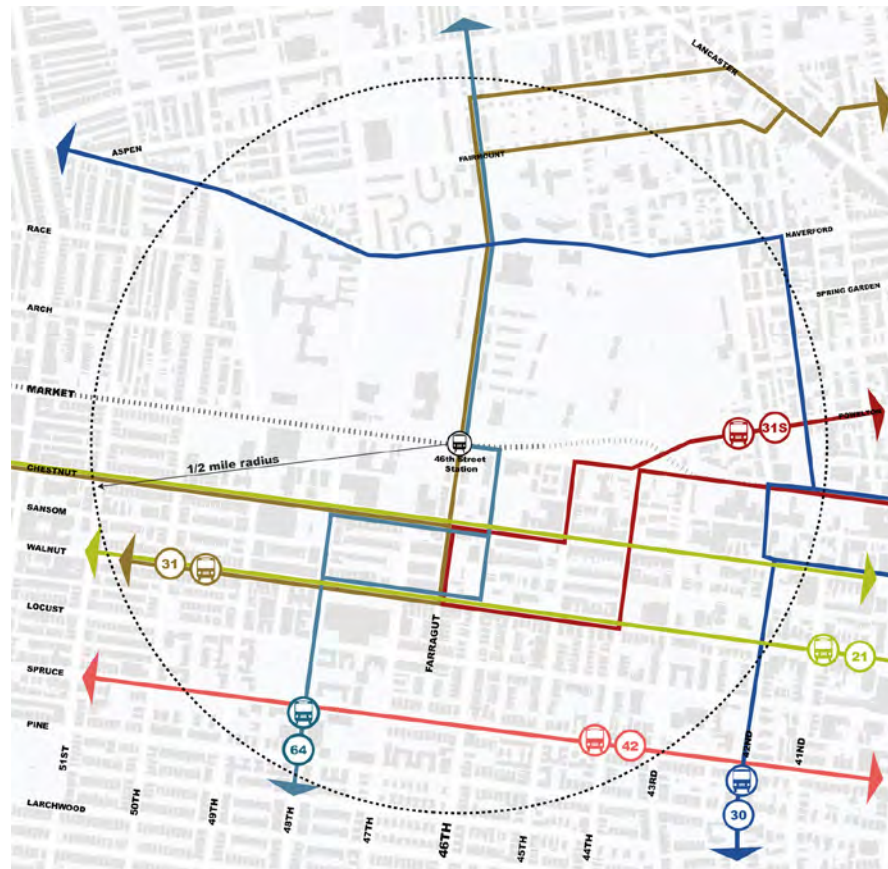 LANCASTER
ASPEN
FAIRMOUNT
RACE
HAVERFORD
SPRING GARDEN
ARCH
MARKET
POWELTON
31S
46th Street
Station
1/2 mile radius
CHESTNUT
SANSOM
WALNUT
31
LOCUST
FARRAGUT
21
SPRUCE
PINE
64
42
42ND
41ND
51ST
43RD
50TH
49TH
48TH
30
LARCHWOOD
47TH
46TH
45TH
44TH